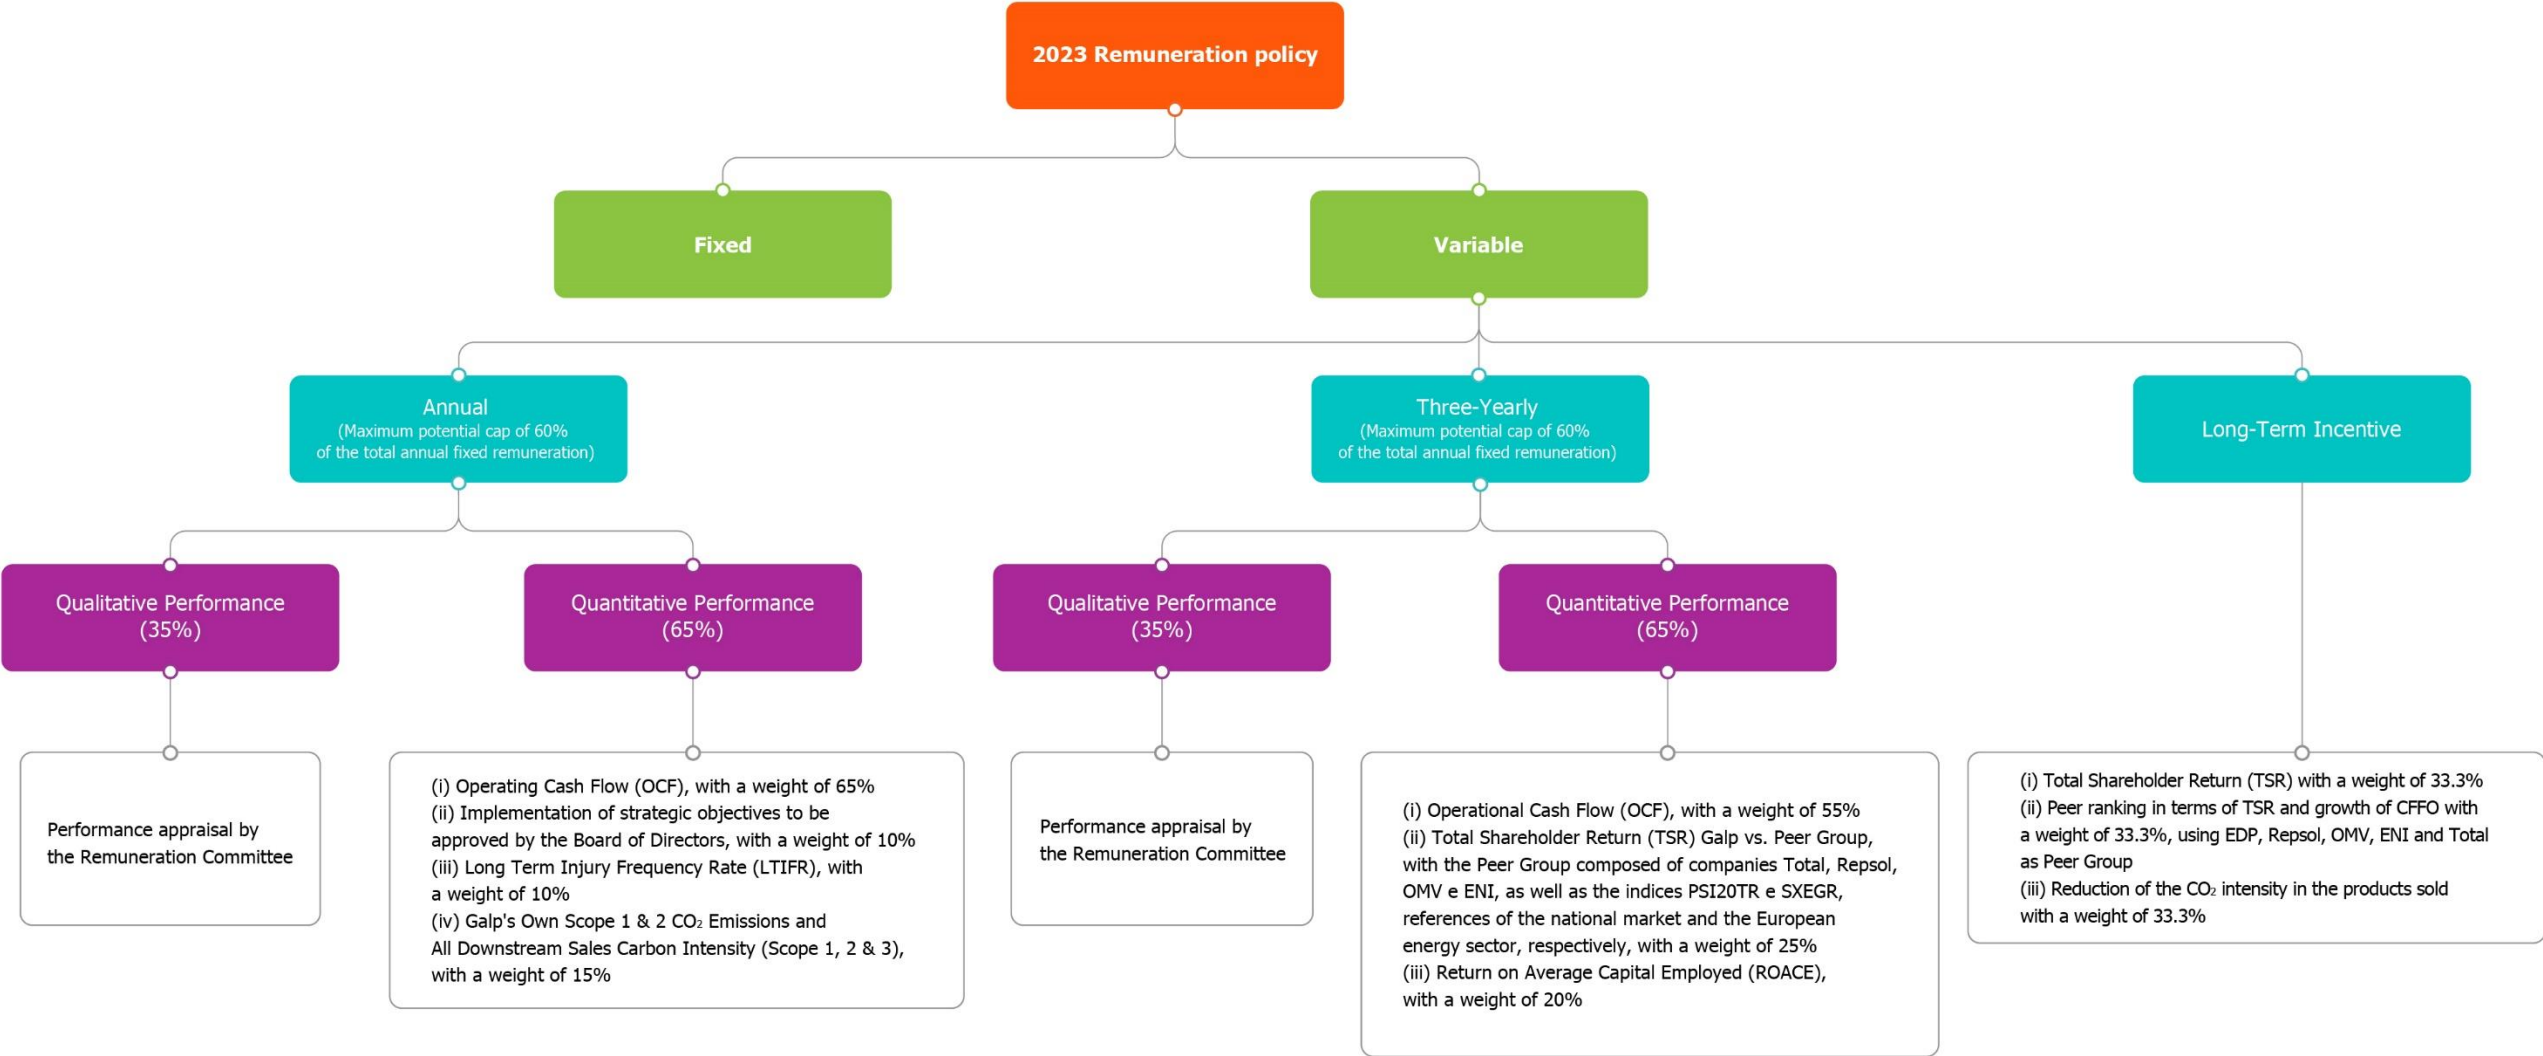 2023 Remuneration policy
Fixed
Variable
Annual
(Maximum potential cap of 60%
of the total annual fixed remuneration)
Three-Yearly
(Maximum potential cap of 60%
of the total annual fixed remuneration)
Long-Term Incentive
Qualitative Performance
(35%)
Quantitative Performance
(65%)
Qualitative Performance
(35%)
Quantitative Performance
(65%)
Performance appraisal by
the Remuneration Committee
(i) Operating Cash Flow (OCF), with a weight of 65%
(ii) Implementation of strategic objectives to be
approved by the Board of Directors, with a weight of 10%
(iii) Long Term Injury Frequency Rate (LTIFR), with
a weight of 10%
(iv) Galp's Own Scope 1 & 2 CO₂ Emissions and
All Downstream Sales Carbon Intensity (Scope 1, 2 & 3),
with a weight of 15%
Performance appraisal by
the Remuneration Committee
(i) Operational Cash Flow (OCF), with a weight of 55%
(ii) Total Shareholder Return (TSR) Galp vs. Peer Group,
with the Peer Group composed of companies Total, Repsol,
OMV e ENI, as well as the indices PSI20TR e SXEGR,
references of the national market and the European
energy sector, respectively, with a weight of 25%
(iii) Return on Average Capital Employed (ROACE),
with a weight of 20%
(i) Total Shareholder Return (TSR) with a weight of 33.3%
(ii) Peer ranking in terms of TSR and growth of CFFO with
a weight of 33.3%, using EDP, Repsol, OMV, ENI and Total
as Peer Group
(iii) Reduction of the CO₂ intensity in the products sold
with a weight of 33.3%